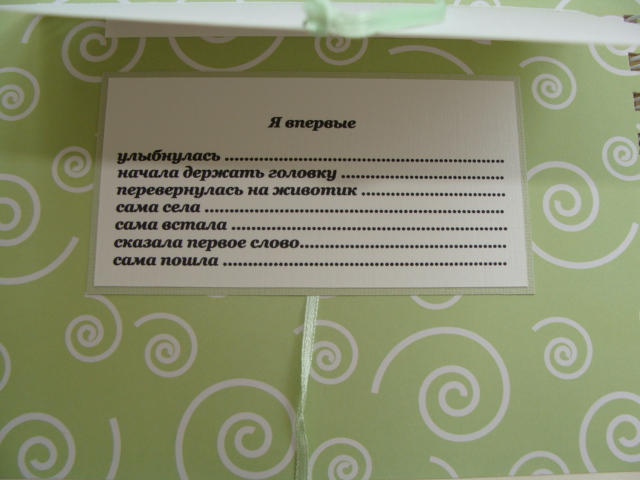 Я впервые
улыбнулась ................................................
начала держать головку ............................
перевернулась на животик .........................
сама села ....................................................
сама встала ................................................
сказала первое слово...................................
сама пошла .................................................